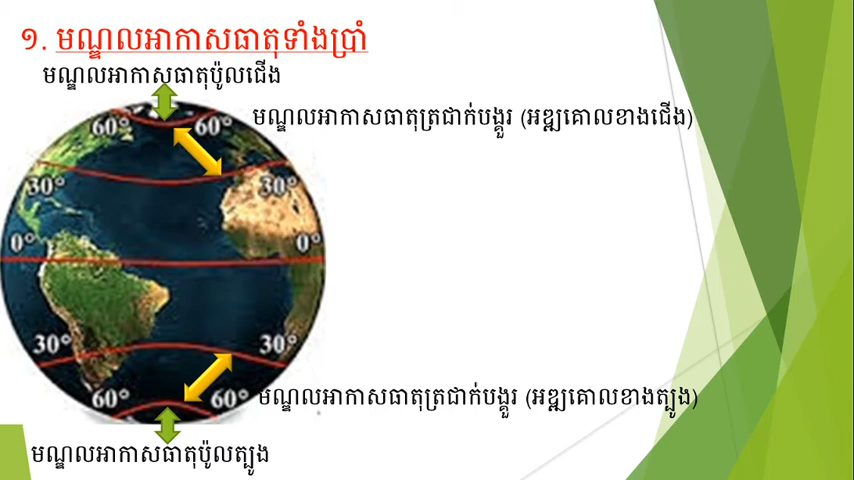 ១. មណ្ឌលអាកាសធាតុទាំងប្រាំ
មណ្ឌលអាកាសធាតុប៉ូលជើង
មណ្ឌលអាកាសធាតុត្រជាក់បង្គួរ (អឌ្ឍគោលខាងជើង)
60° 60°
30° 30°
0° 0°
30° 30°
60° 60°
មណ្ឌលអាកាសធាតុត្រជាក់បង្គួរ (អឌ្ឍគោលខាងត្បូង)
មណ្ឌលអាកាសធាតុប៉ូលត្បូង